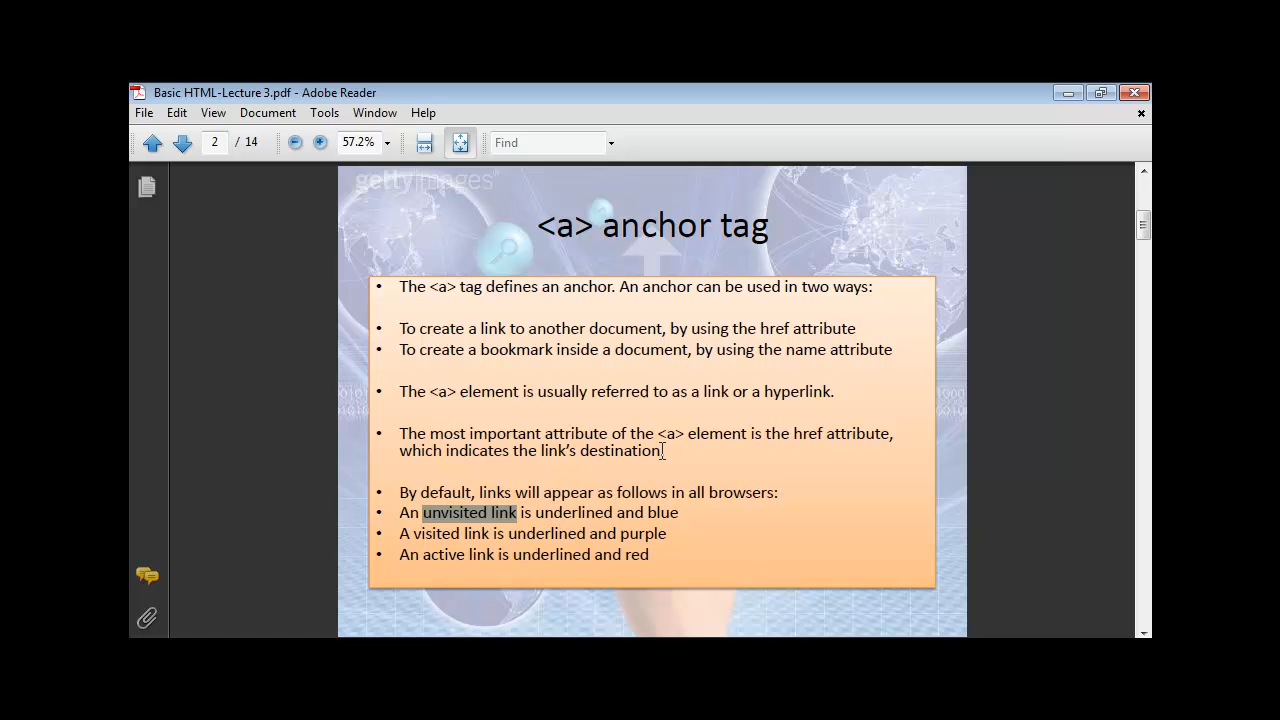 Basic HTML-Lecture 3.pdf - Adobe Reader
File Edit View Document Tools Window Help
2 / 14 57.2% Find
gettyimages
<a> anchor tag
• The <a> tag defines an anchor. An anchor can be used in two ways:
• To create a link to another document, by using the href attribute
• To create a bookmark inside a document, by using the name attribute
• The <a> element is usually referred to as a link or a hyperlink.
• The most important attribute of the <a> element is the href attribute,
which indicates the link’s destination
• By default, links will appear as follows in all browsers:
• An unvisited link is underlined and blue
• A visited link is underlined and purple
• An active link is underlined and red